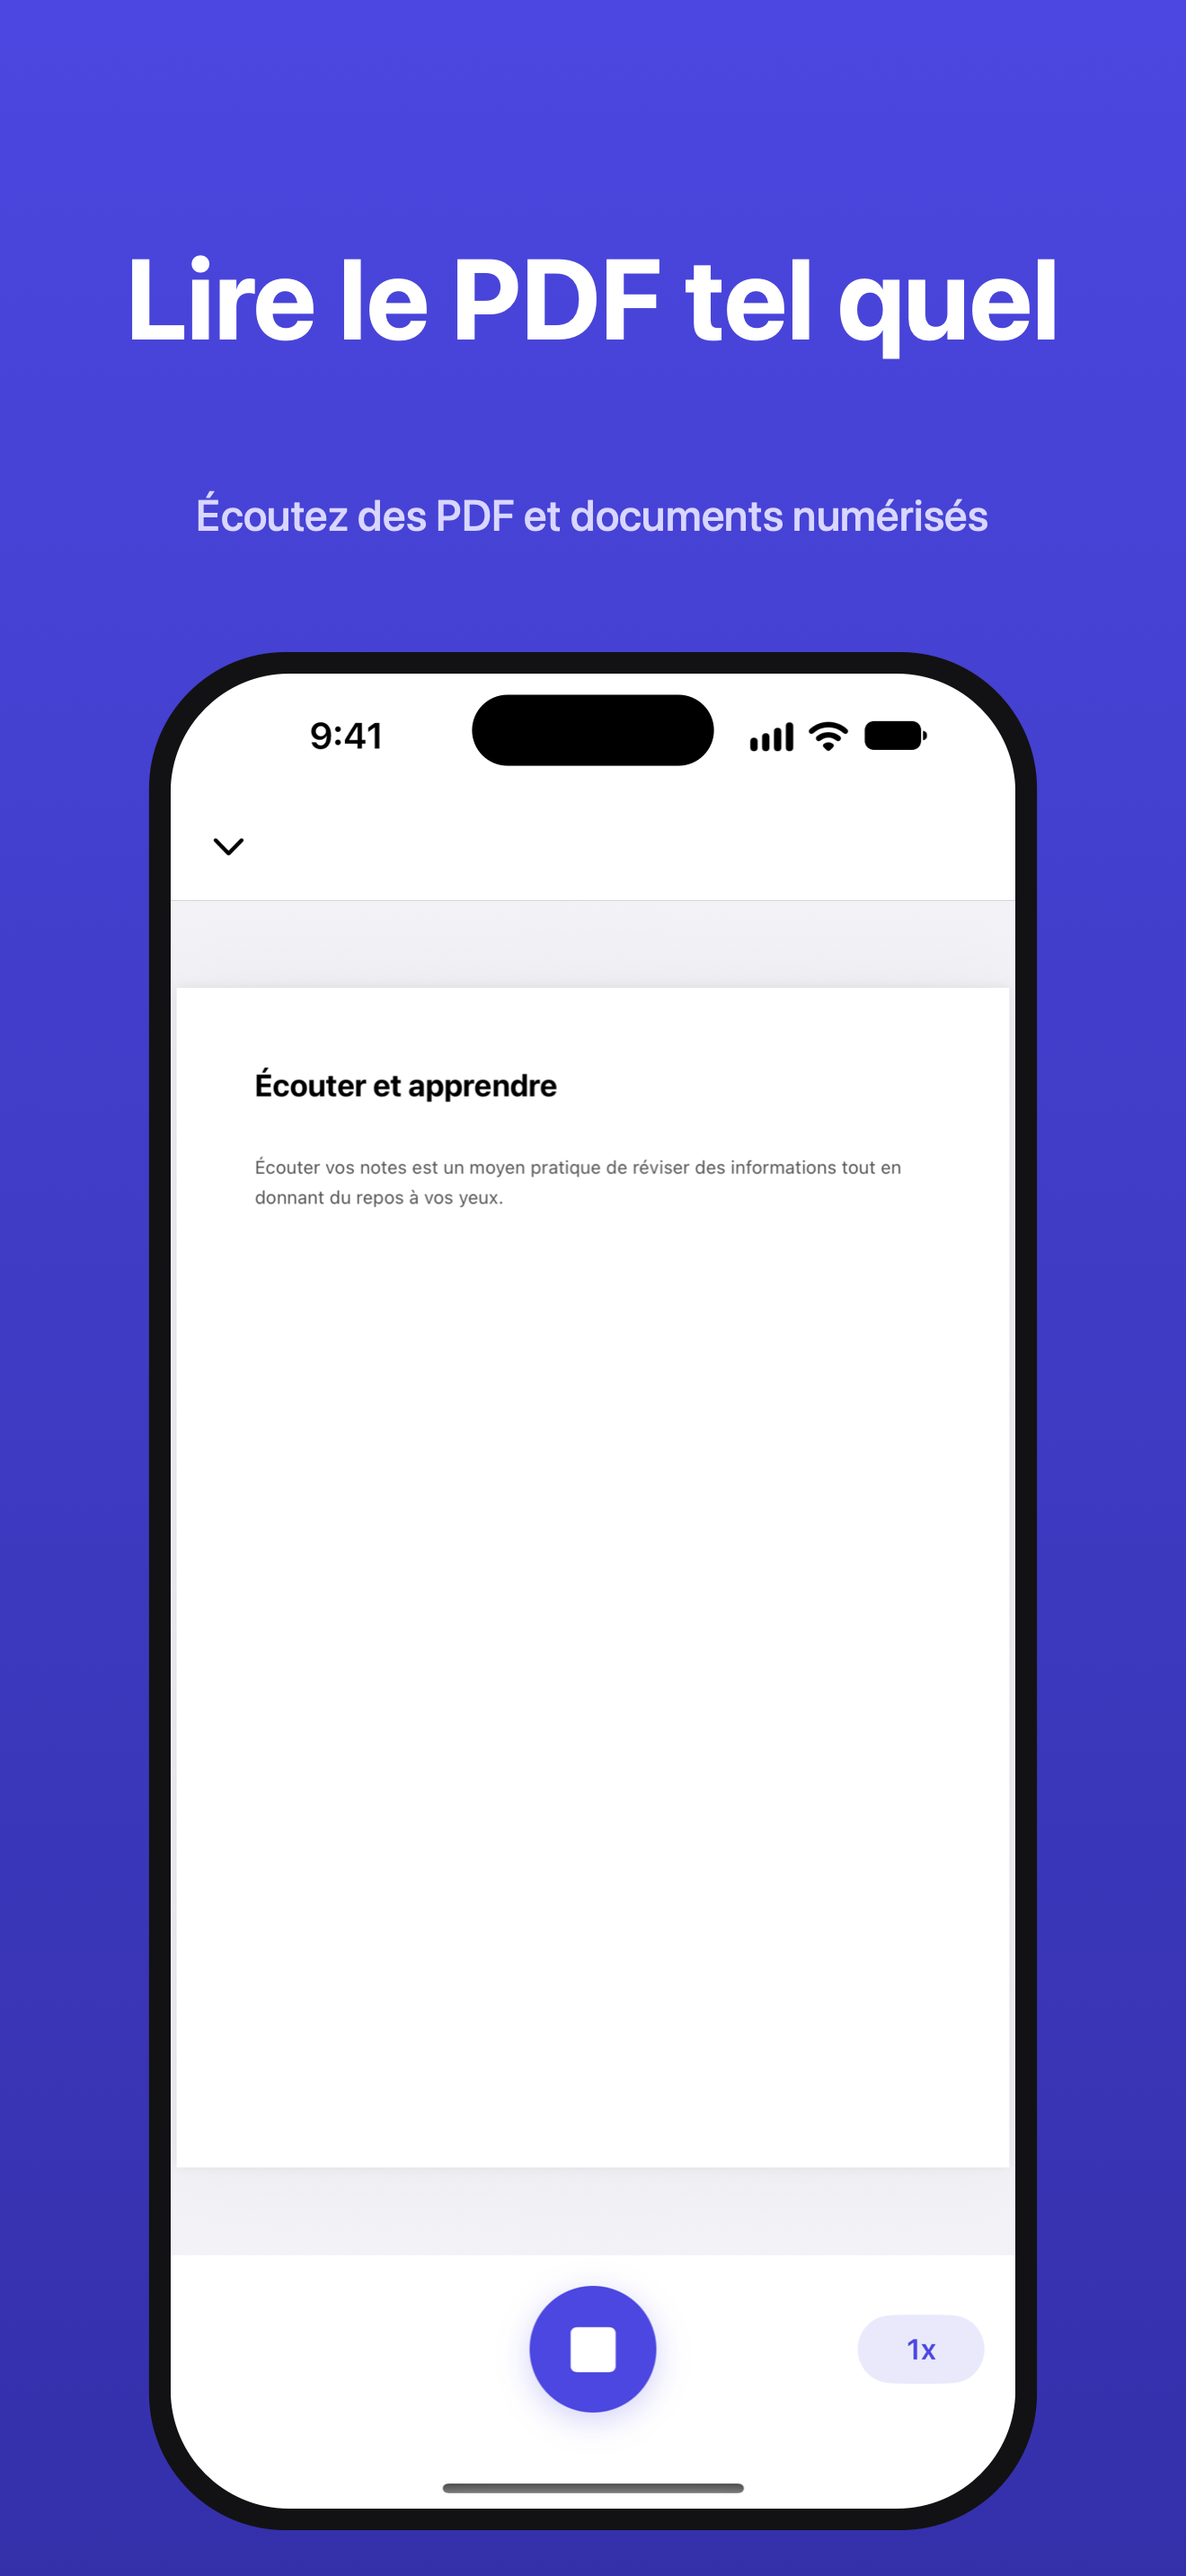 Lire le PDF tel quel
Écoutez des PDF et documents numérisés
9:41
Écouter et apprendre
Écouter vos notes est un moyen pratique de réviser des informations tout en
donnant du repos à vos yeux.
1x